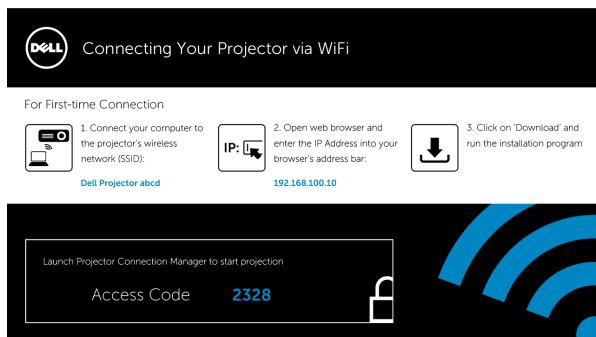 DELL
Connecting Your Projector via WiFi
For First-time Connection
1. Connect your computer to
the projector's wireless
network (SSID):
Dell Projector abcd
IP:
2. Open web browser and
enter the IP Address into your
browser's address bar:
192.168.100.10
3. Click on 'Download' and
run the installation program
Launch Projector Connection Manager to start projection
Access Code 2328